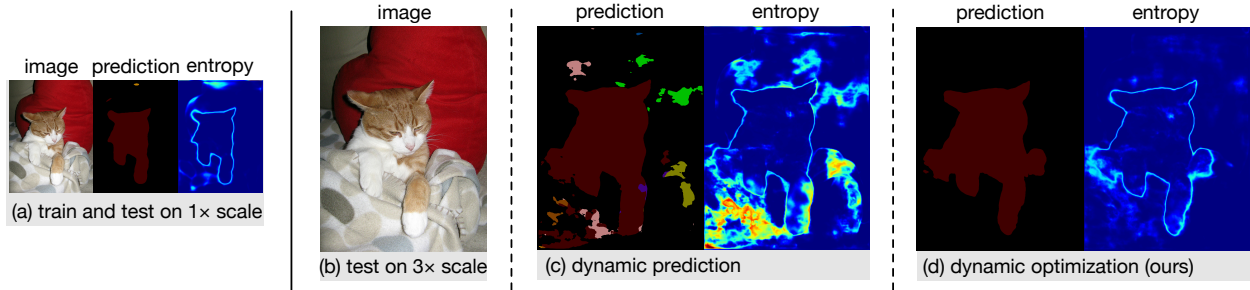 image prediction entropy
(a) train and test on 1× scale
image
(b) test on 3× scale
prediction entropy
(c) dynamic prediction
prediction entropy
(d) dynamic optimization (ours)